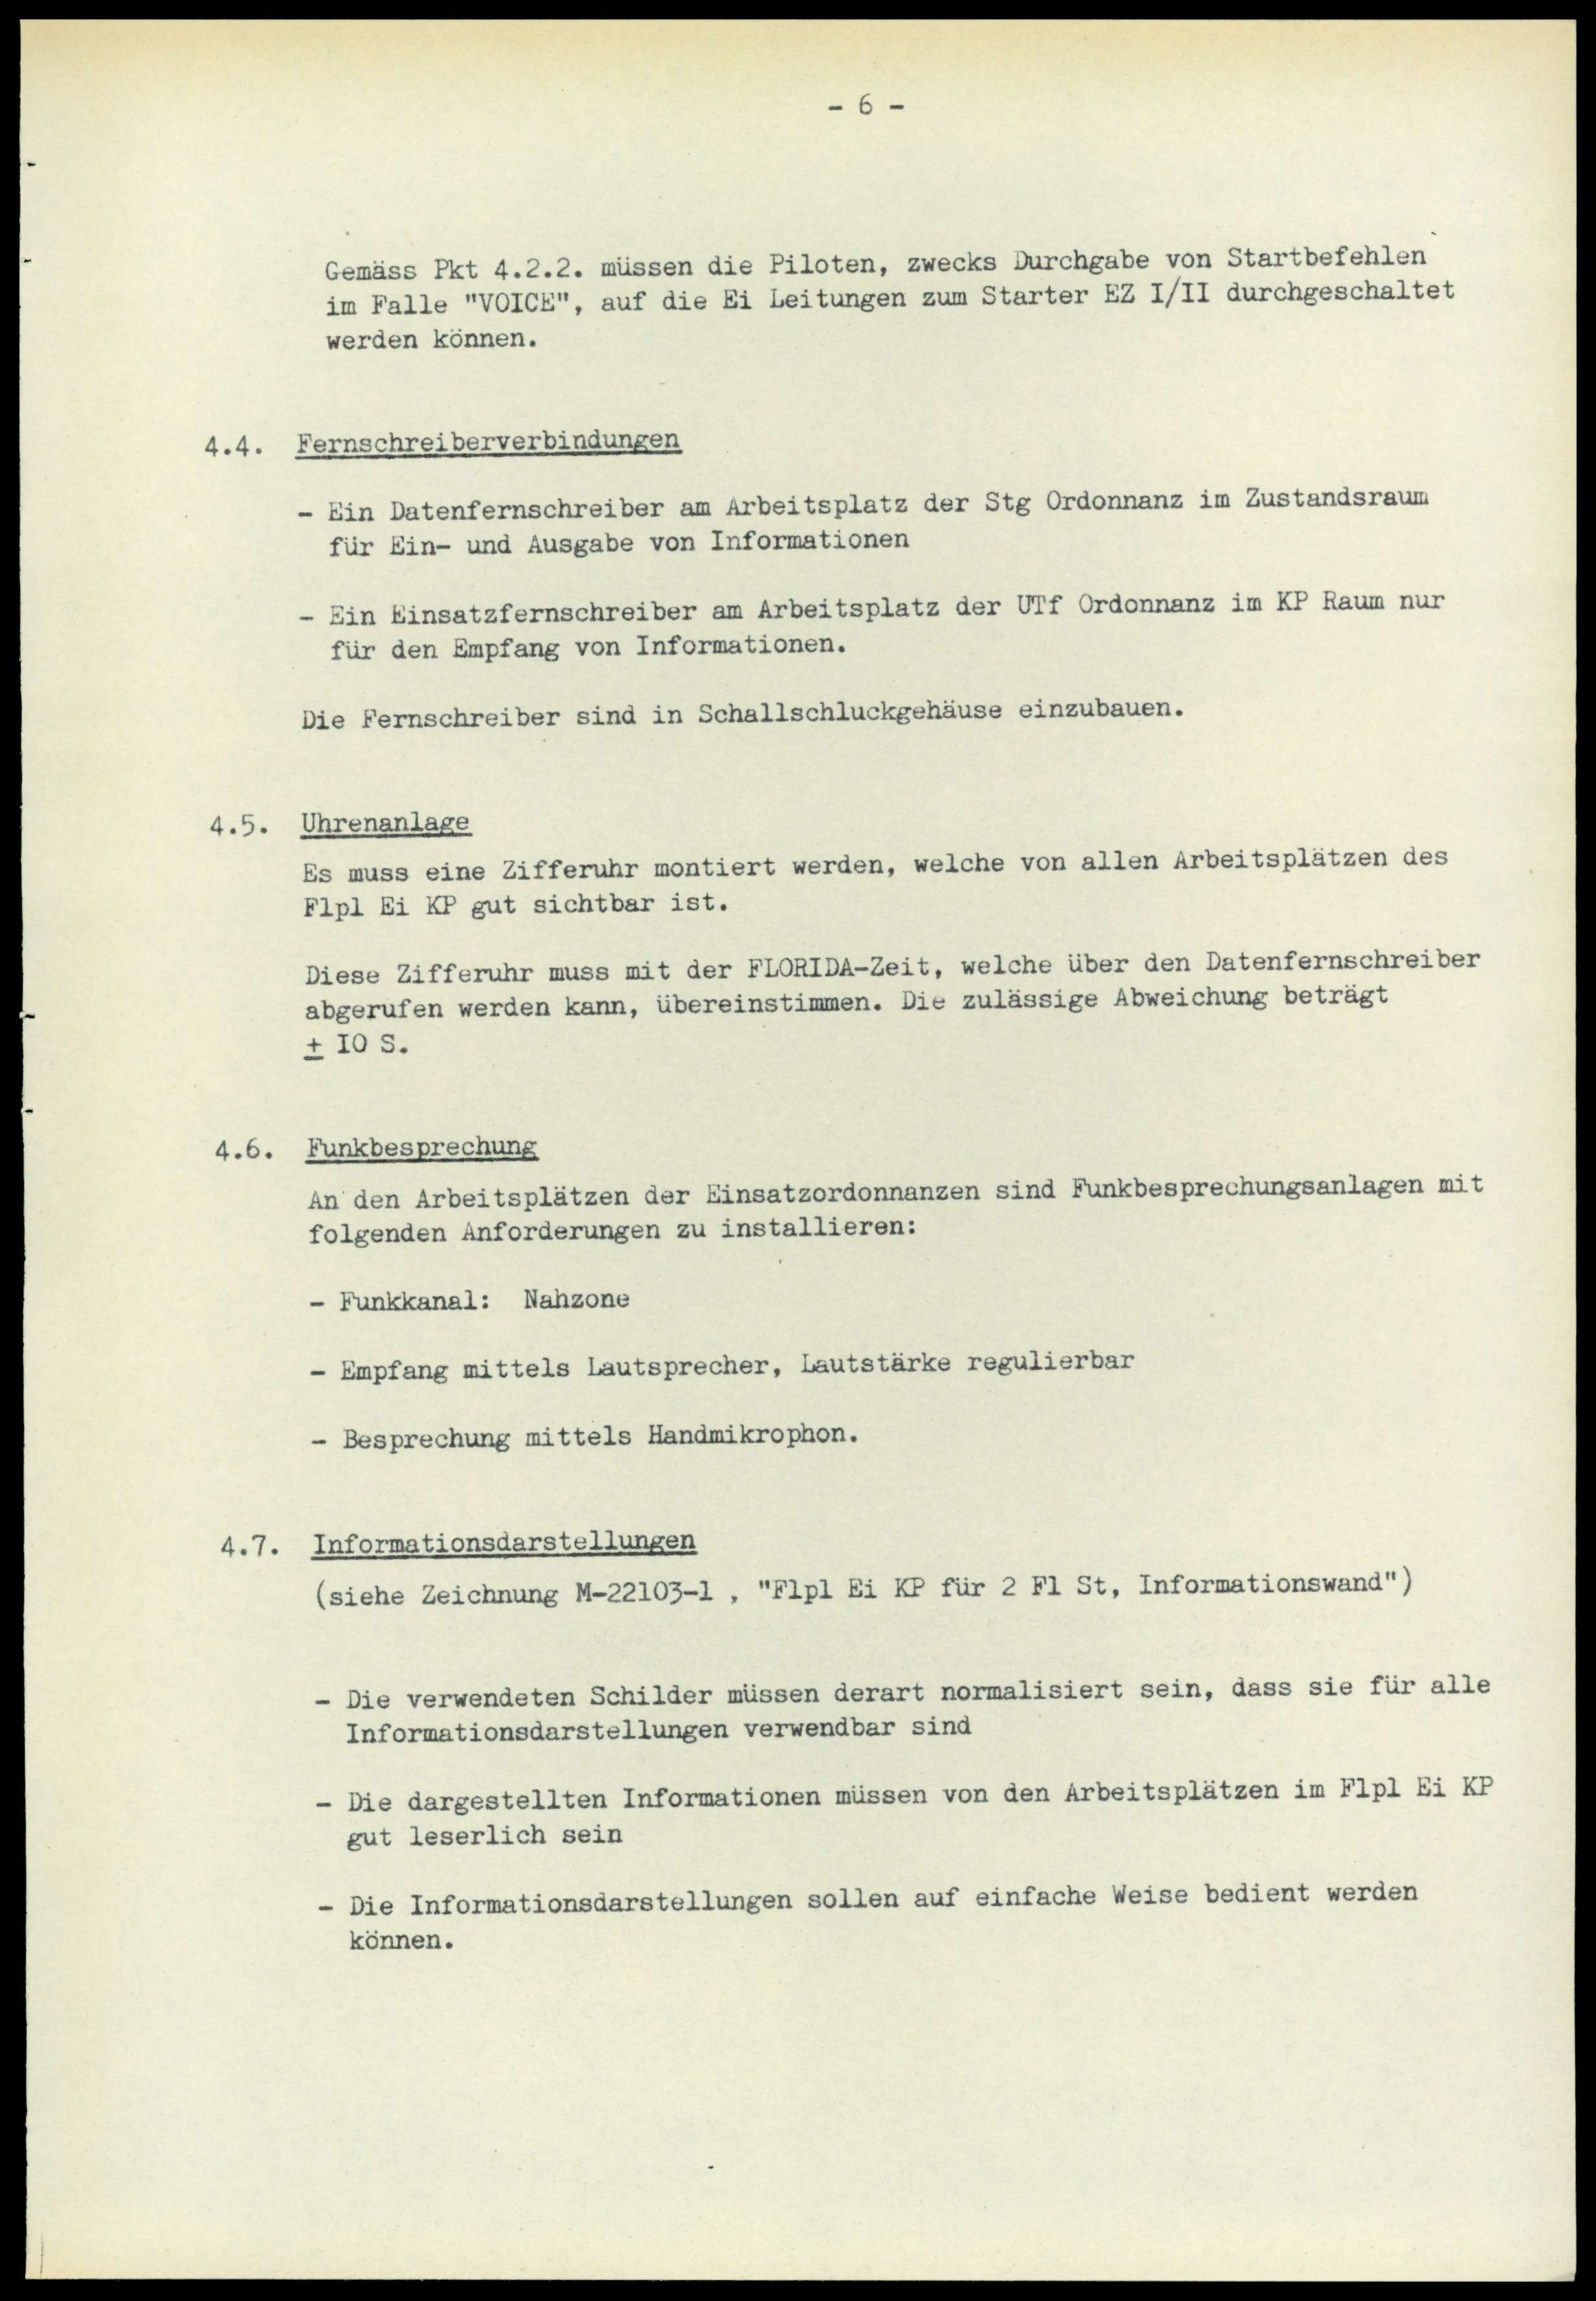 - 6 -
Gemäss Pkt 4.2.2. müssen die Piloten, zwecks Durchgabe von Startbefehlen
im Falle "VOICE", auf die Ei Leitungen zum Starter EZ I/II durchgeschaltet
werden können.
4.4. Fernschreiberverbindungen
- Ein Datenfernschreiber am Arbeitsplatz der Stg Ordonnanz im Zustandsraum
für Ein- und Ausgabe von Informationen
- Ein Einsatzfernschreiber am Arbeitsplatz der UTf Ordonnanz im KP Raum nur
für den Empfang von Informationen.
Die Fernschreiber sind in Schallschluckgehäuse einzubauen.
4.5. Uhrenanlage
Es muss eine Zifferuhr montiert werden, welche von allen Arbeitsplätzen des
Flpl Ei KP gut sichtbar ist.
Diese Zifferuhr muss mit der FLORIDA-Zeit, welche über den Datenfernschreiber
abgerufen werden kann, übereinstimmen. Die zulässige Abweichung beträgt
± IO S.
4.6. Funkbesprechung
An den Arbeitsplätzen der Einsatzordonnanzen sind Funkbesprechungsanlagen mit
folgenden Anforderungen zu installieren:
- Funkkanal: Nahzone
- Empfang mittels Lautsprecher, Lautstärke regulierbar
- Besprechung mittels Handmikrophon.
4.7. Informationsdarstellungen
(siehe Zeichnung M-22103-1 , "Flpl Ei KP für 2 Fl St, Informationswand")
- Die verwendeten Schilder müssen derart normalisiert sein, dass sie für alle
Informationsdarstellungen verwendbar sind
- Die dargestellten Informationen müssen von den Arbeitsplätzen im Flpl Ei KP
gut leserlich sein
- Die Informationsdarstellungen sollen auf einfache Weise bedient werden
können.